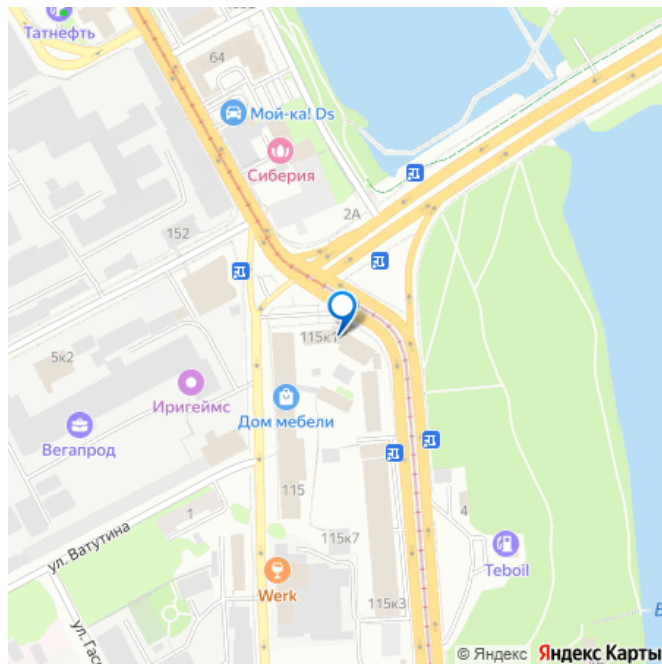 Татнефть
64
Мой-ка! Ds
Сиберия
2А
152
115к1
5к2
Иригеймс
Дом мебели
Вегапрод
115
4
1
ул. Ватутина
115к7
Teboil
Werk
115к3
ул. Гасе
В
© Яндекс Яндекс Карты